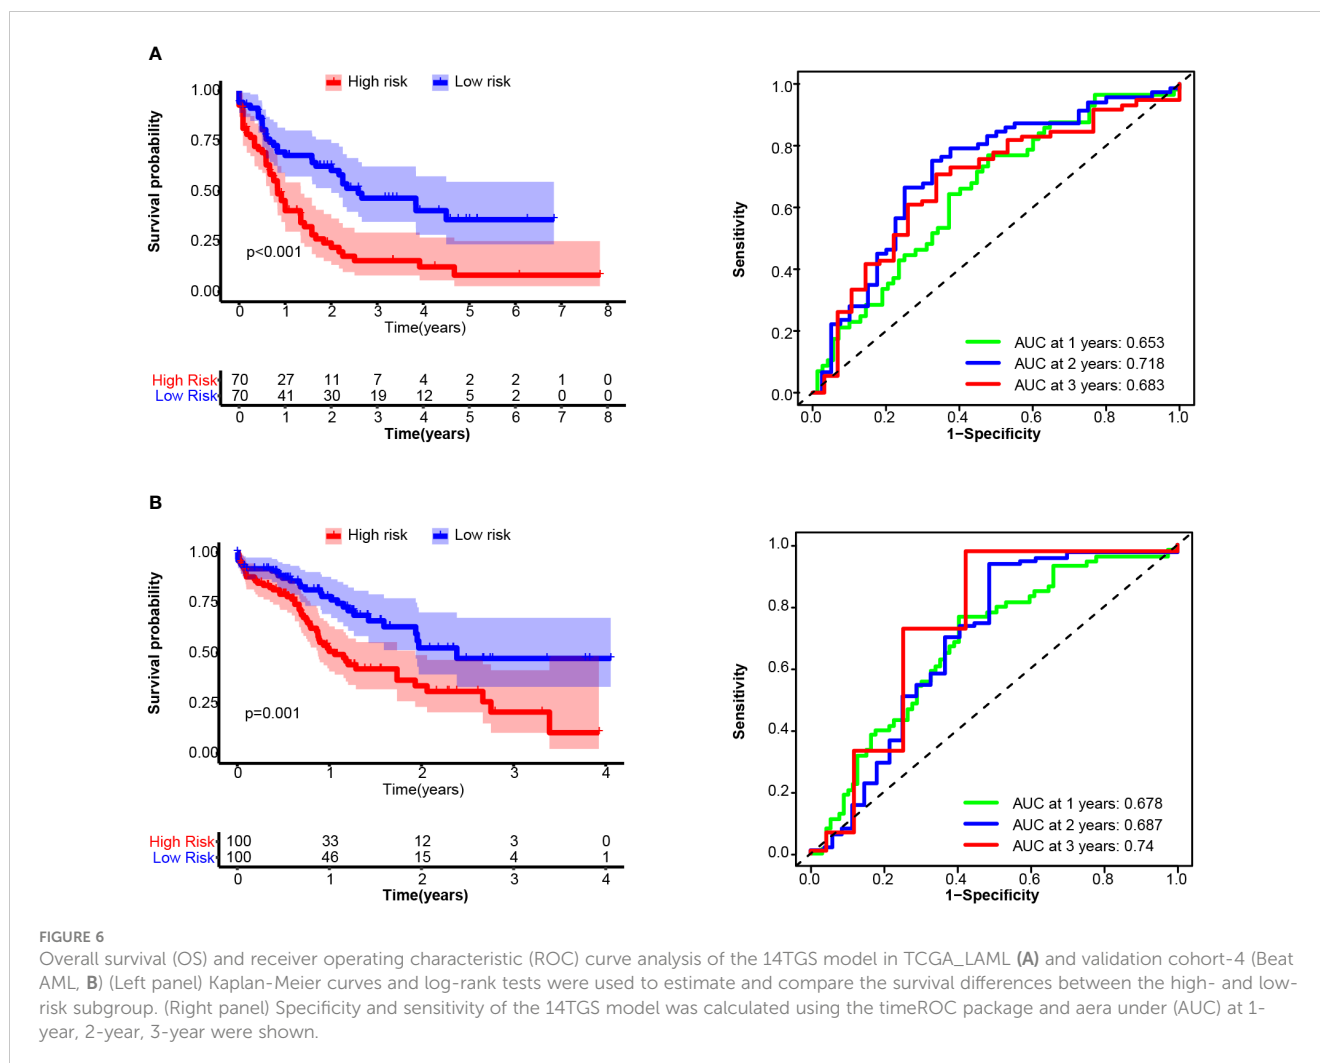 A
High risk Low risk
1.00
0.75
0.50
0.25
0.00
Survival probability
p<0.001
0 1 2 3 4 5 6 7 8
Time(years)
High Risk 70 27 11 7 4 2 2 1 0
Low Risk 70 41 30 19 12 5 2 0 0
0 1 2 3 4 5 6 7 8
Time(years)
1.0
0.8
0.6
0.4
0.2
0.0
Sensitivity
AUC at 1 years: 0.653
AUC at 2 years: 0.718
AUC at 3 years: 0.683
0.0 0.2 0.4 0.6 0.8 1.0
1−Specificity
B
High risk Low risk
1.00
0.75
0.50
0.25
0.00
Survival probability
p=0.001
0 1 2 3 4
Time(years)
High Risk 100 33 12 3 0
Low Risk 100 46 15 4 1
0 1 2 3 4
Time(years)
1.0
0.8
0.6
0.4
0.2
0.0
Sensitivity
AUC at 1 years: 0.678
AUC at 2 years: 0.687
AUC at 3 years: 0.74
0.0 0.2 0.4 0.6 0.8 1.0
1−Specificity
FIGURE 6
Overall survival (OS) and receiver operating characteristic (ROC) curve analysis of the 14TGS model in TCGA_LAML (A) and validation cohort-4 (Beat
AML, B) (Left panel) Kaplan-Meier curves and log-rank tests were used to estimate and compare the survival differences between the high- and low-
risk subgroup. (Right panel) Specificity and sensitivity of the 14TGS model was calculated using the timeROC package and aera under (AUC) at 1-
year, 2-year, 3-year were shown.